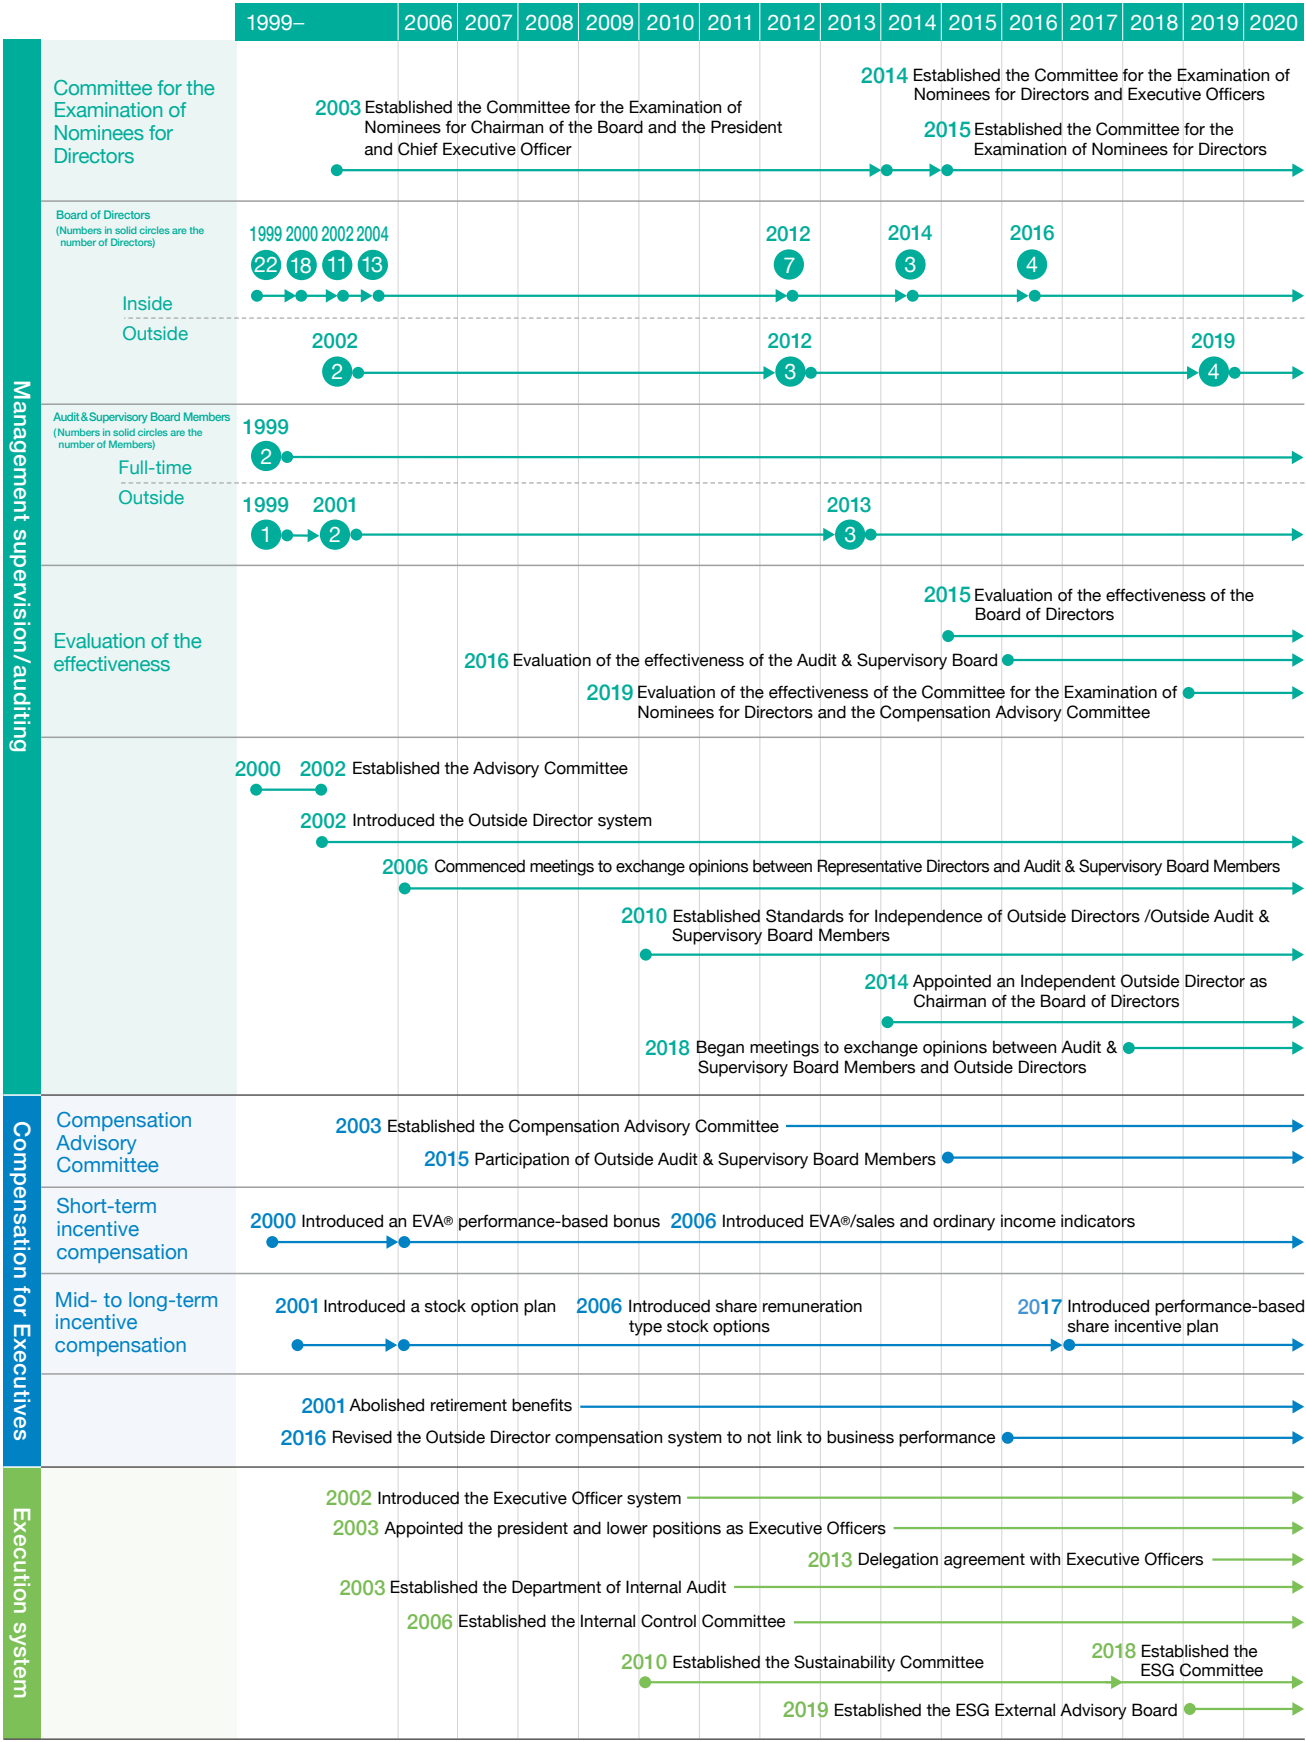 1999–
2006
2007
2008
2009
2010
2011
2012
2013
2014
2015
2016
2017
2018
2019
2020
Management supervision/auditing
Committee for the
Examination of
Nominees for
Directors
2003 Established the Committee for the Examination of
Nominees for Chairman of the Board and the President
and Chief Executive Officer
2014 Established the Committee for the Examination of
Nominees for Directors and Executive Officers
2015 Established the Committee for the
Examination of Nominees for Directors
Board of Directors
(Numbers in solid circles are the
number of Directors)
Inside
1999 2000 2002 2004
22 18 11 13
2012
7
2014
3
2016
4
Outside
2002
2
2012
3
2019
4
Audit & Supervisory Board Members
(Numbers in solid circles are the
number of Members)
Full-time
1999
2
Outside
1999
1
2001
2
2013
3
Evaluation of the
effectiveness
2015 Evaluation of the effectiveness of the
Board of Directors
2016 Evaluation of the effectiveness of the Audit & Supervisory Board
2019 Evaluation of the effectiveness of the Committee for the Examination of
Nominees for Directors and the Compensation Advisory Committee
2000 2002 Established the Advisory Committee
2002 Introduced the Outside Director system
2006 Commenced meetings to exchange opinions between Representative Directors and Audit & Supervisory Board Members
2010 Established Standards for Independence of Outside Directors /Outside Audit &
Supervisory Board Members
2014 Appointed an Independent Outside Director as
Chairman of the Board of Directors
2018 Began meetings to exchange opinions between Audit &
Supervisory Board Members and Outside Directors
Compensation for Executives
Compensation
Advisory
Committee
2003 Established the Compensation Advisory Committee
2015 Participation of Outside Audit & Supervisory Board Members
Short-term
incentive
compensation
2000 Introduced an EVA® performance-based bonus 2006 Introduced EVA®/sales and ordinary income indicators
Mid- to long-term
incentive
compensation
2001 Introduced a stock option plan
2006 Introduced share remuneration
type stock options
2017 Introduced performance-based
share incentive plan
2001 Abolished retirement benefits
2016 Revised the Outside Director compensation system to not link to business performance
Execution system
2002 Introduced the Executive Officer system
2003 Appointed the president and lower positions as Executive Officers
2013 Delegation agreement with Executive Officers
2003 Established the Department of Internal Audit
2006 Established the Internal Control Committee
2010 Established the Sustainability Committee
2018 Established the
ESG Committee
2019 Established the ESG External Advisory Board